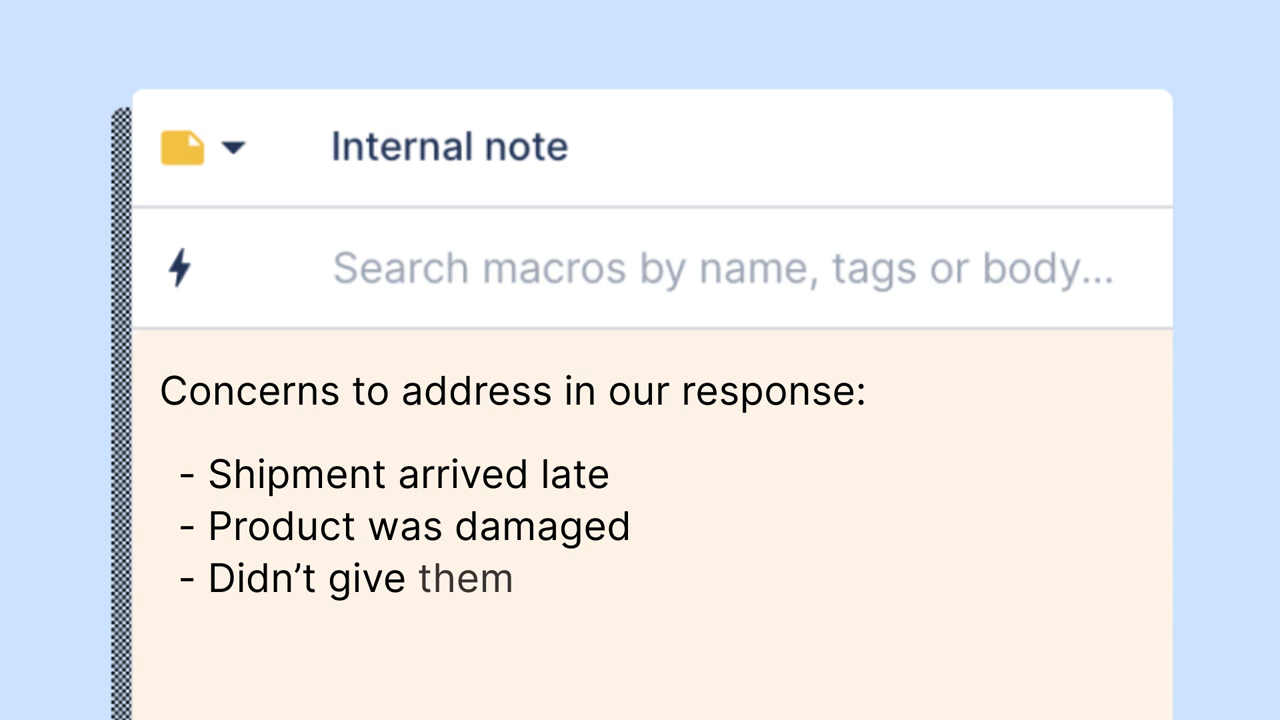 Internal note
Search macros by name, tags or body...
Concerns to address in our response:
- Shipment arrived late
- Product was damaged
- Didn’t give them